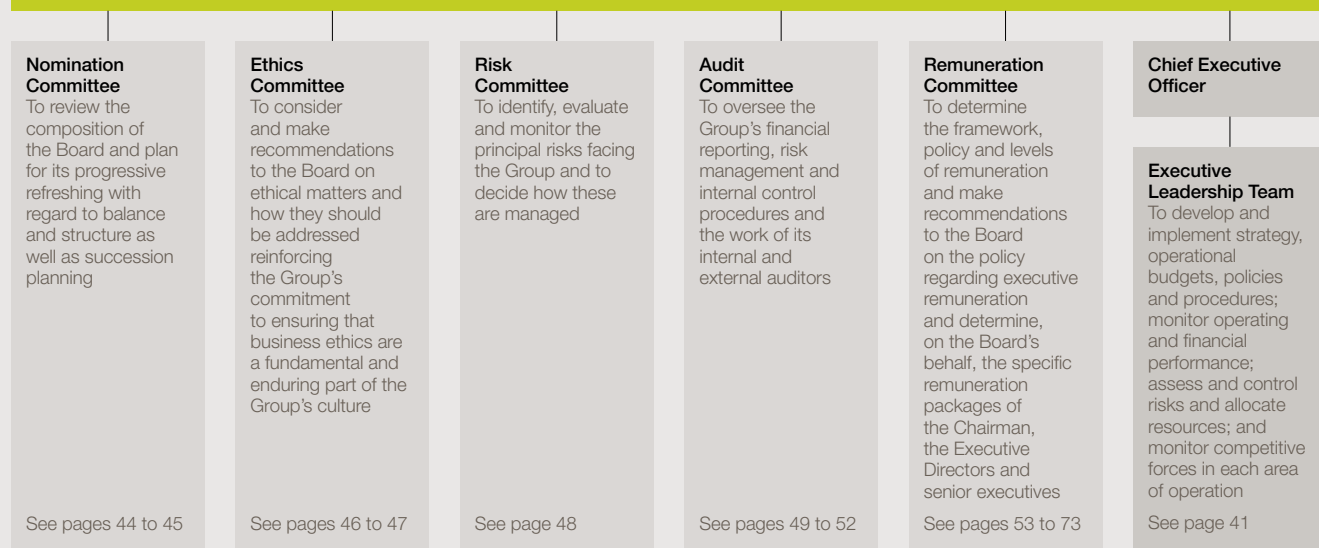 Nomination
Committee
To review the
composition of
the Board and plan
for its progressive
refreshing with
regard to balance
and structure as
well as succession
planning
See pages 44 to 45
Ethics
Committee
To consider
and make
recommendations
to the Board on
ethical matters and
how they should
be addressed
reinforcing
the Group’s
commitment
to ensuring that
business ethics are
a fundamental and
enduring part of the
Group’s culture
See pages 46 to 47
Risk
Committee
To identify, evaluate
and monitor the
principal risks facing
the Group and to
decide how these
are managed
See page 48
Audit
Committee
To oversee the
Group’s financial
reporting, risk
management and
internal control
procedures and
the work of its
internal and
external auditors
See pages 49 to 52
Remuneration
Committee
To determine
the framework,
policy and levels
of remuneration
and make
recommendations
to the Board
on the policy
regarding executive
remuneration
and determine,
on the Board’s
behalf, the specific
remuneration
packages of
the Chairman,
the Executive
Directors and
senior executives
See pages 53 to 73
Chief Executive
Officer
Executive
Leadership Team
To develop and
implement strategy,
operational
budgets, policies
and procedures;
monitor operating
and financial
performance;
assess and control
risks and allocate
resources; and
monitor competitive
forces in each area
of operation
See page 41